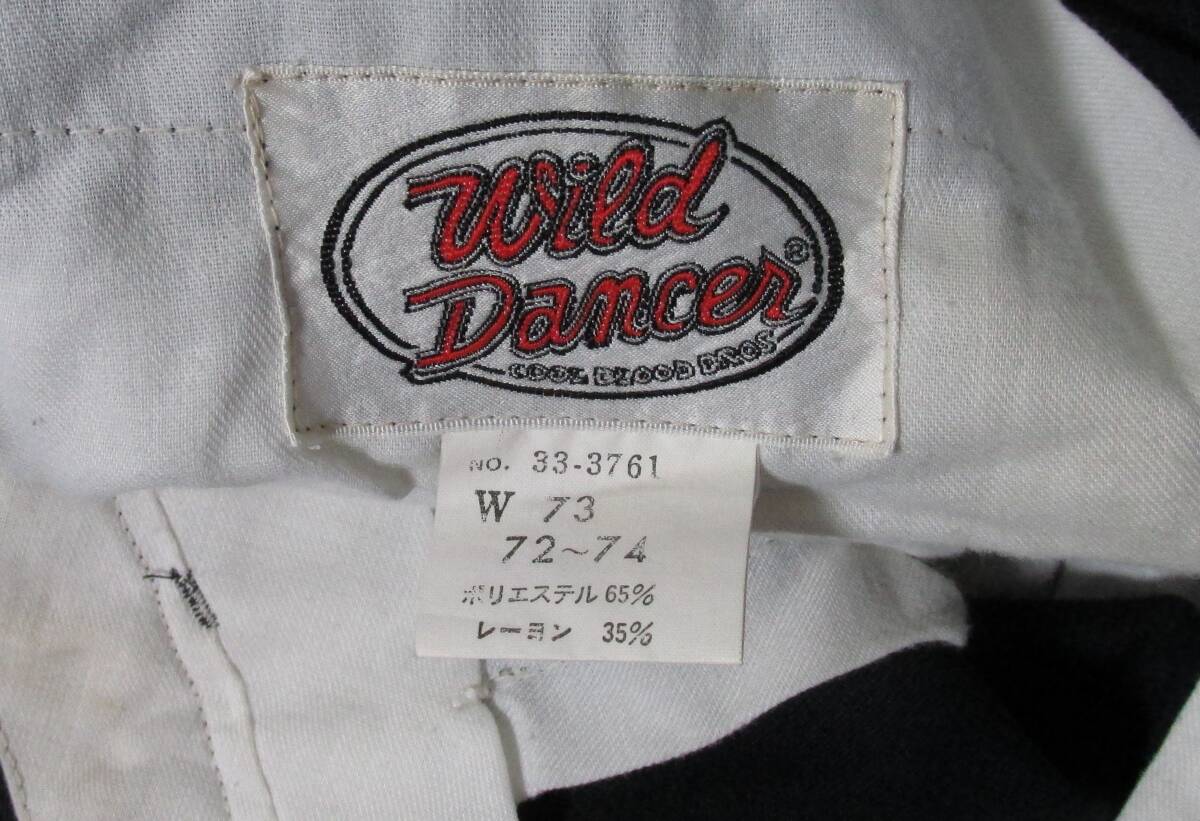 Wild
Dancer®
COOL BLOOD BROS
NO. 33-3761
W 73
72~74
ポリエステル 65%
レーヨン 35%